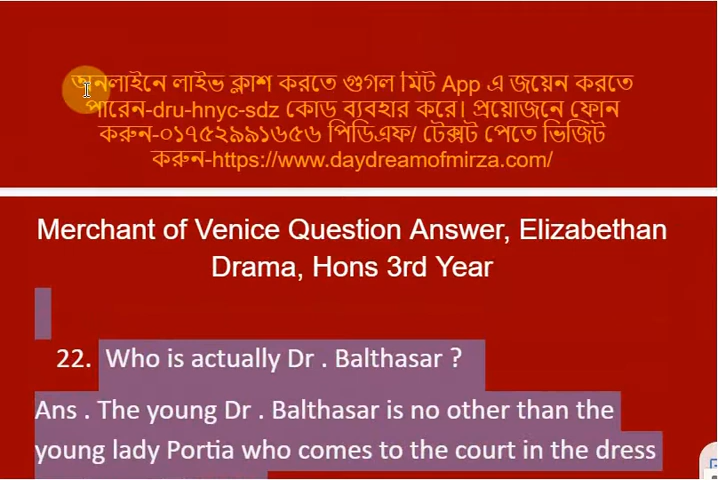 অনলাইনে লাইভ ক্লাশ করতে গুগল মিট App এ জয়েন করতে
পারেন-dru-hnyc-sdz কোড ব্যবহার করে। প্রয়োজনে ফোন
করুন-০১৭৫২৯৯১৬৫৬ পিডিএফ/ টেক্সট পেতে ভিজিট
করুন-https://www.daydreamofmirza.com/
Merchant of Venice Question Answer, Elizabethan
Drama, Hons 3rd Year
22. Who is actually Dr . Balthasar ?
Ans . The young Dr . Balthasar is no other than the
young lady Portia who comes to the court in the dress